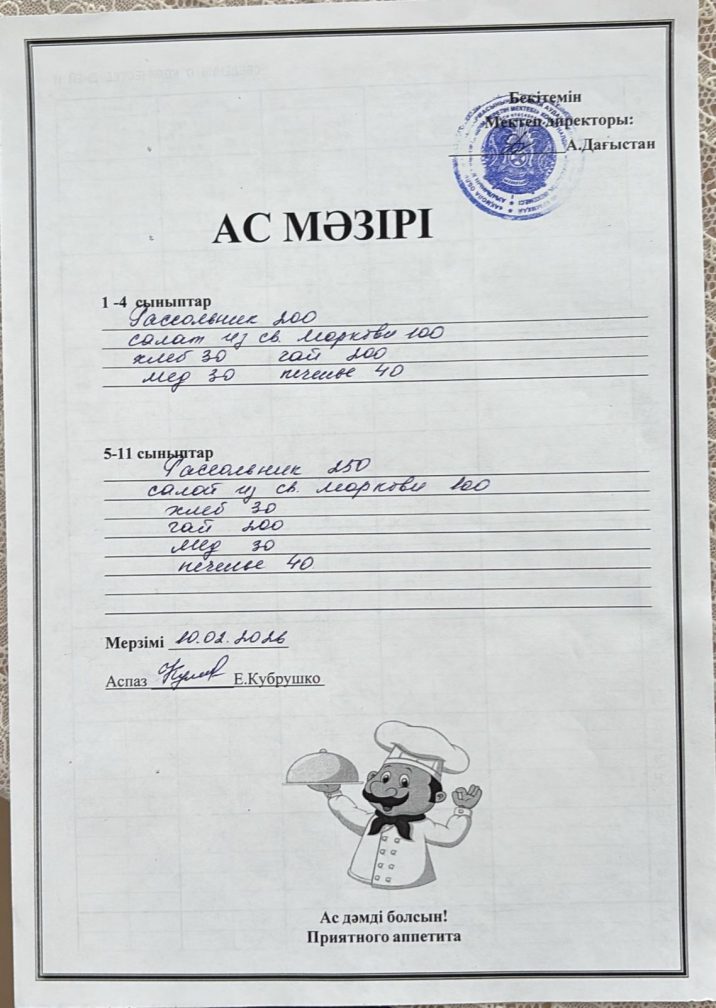 Бекітемін
Мектеп директоры:
А.Дағыстан
АС МӘЗІРІ
1 -4 сыныптар
Рассольник 200
салат из св. моркови 100
хлеб 30 чай 200
мед 30 печенье 40
5-11 сыныптар
Рассольник 250
салат из св. моркови 100
хлеб 30
чай 200
мед 30
печенье 40
Мерзімі 10.02.2026
Аспаз Е.Кубрушко
Ас дәмді болсын!
Приятного аппетита